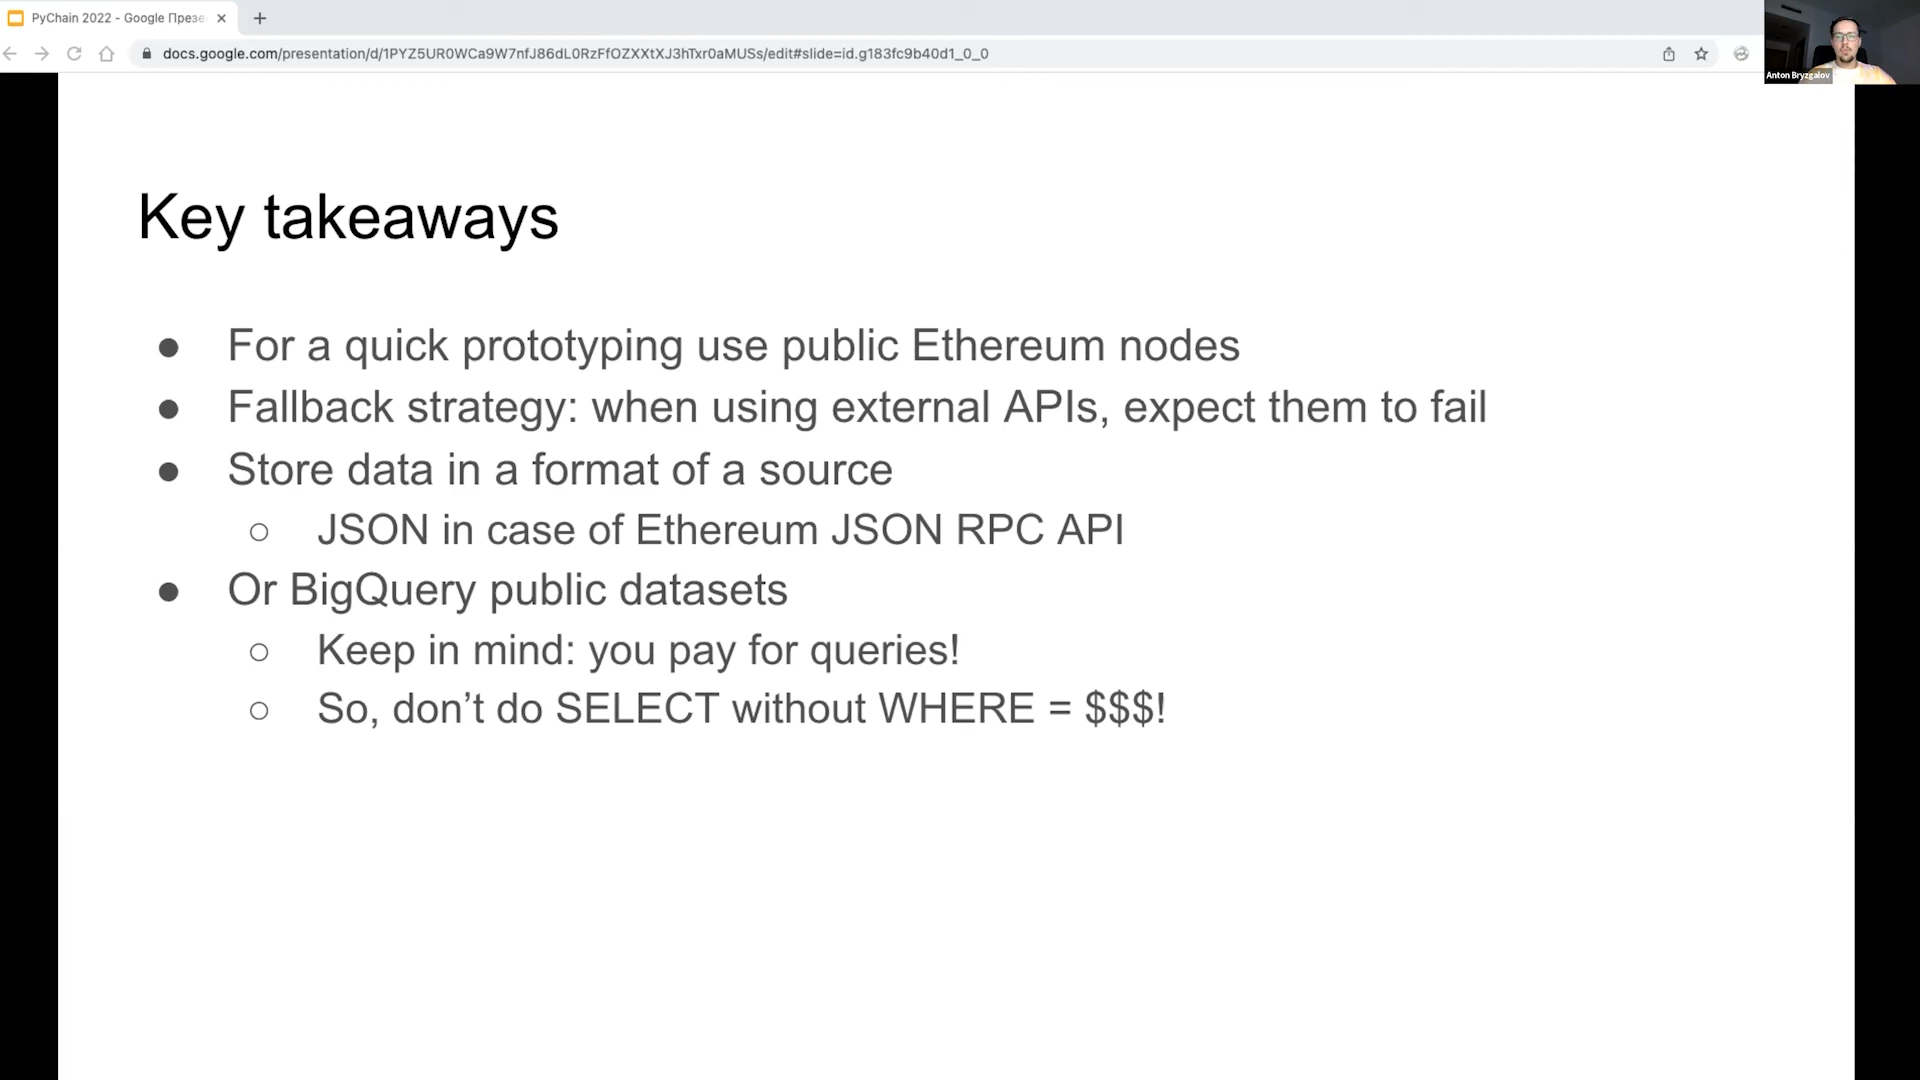 PyChain 2022 - Google Презе
docs.google.com/presentation/d/1PYZ5UR0WCa9W7nfJ86dL0RzFfOZXXtXJ3hTxr0aMUSs/edit#slide=id.g183fc9b40d1_0_0
Anton Bryzgalov
Key takeaways
● For a quick prototyping use public Ethereum nodes
● Fallback strategy: when using external APIs, expect them to fail
● Store data in a format of a source
○ JSON in case of Ethereum JSON RPC API
● Or BigQuery public datasets
○ Keep in mind: you pay for queries!
○ So, don’t do SELECT without WHERE = $$$!